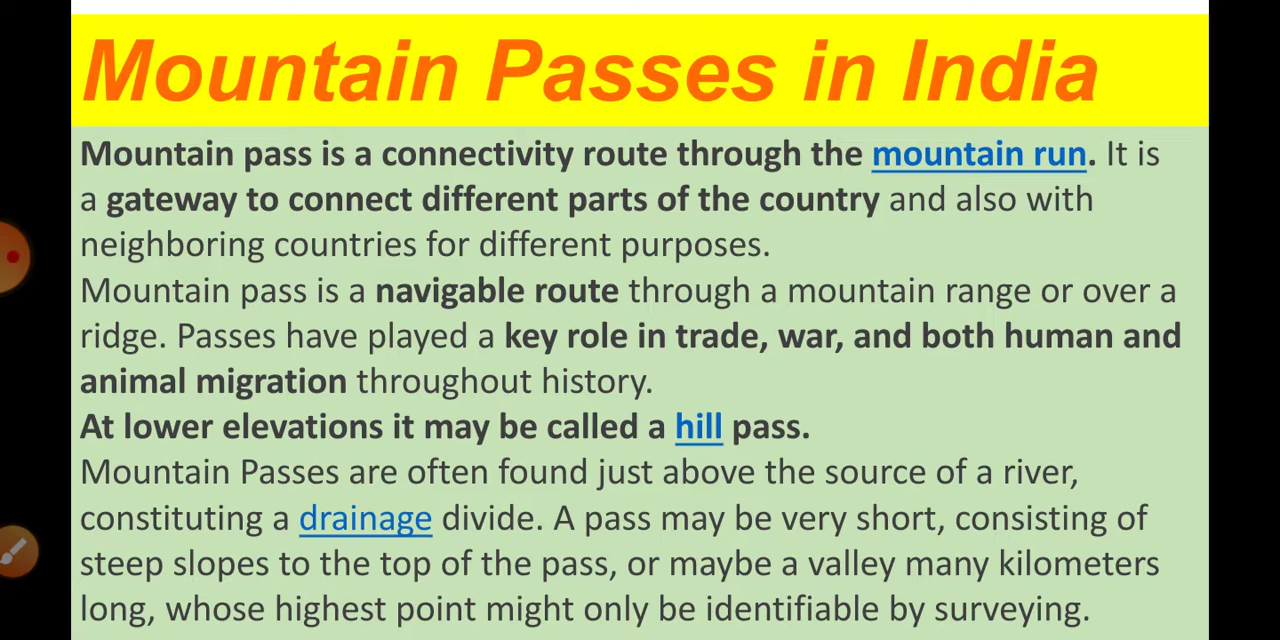 Mountain Passes in India
Mountain pass is a connectivity route through the mountain run. It is
a gateway to connect different parts of the country and also with
neighboring countries for different purposes.
Mountain pass is a navigable route through a mountain range or over a
ridge. Passes have played a key role in trade, war, and both human and
animal migration throughout history.
At lower elevations it may be called a hill pass.
Mountain Passes are often found just above the source of a river,
constituting a drainage divide. A pass may be very short, consisting of
steep slopes to the top of the pass, or maybe a valley many kilometers
long, whose highest point might only be identifiable by surveying.